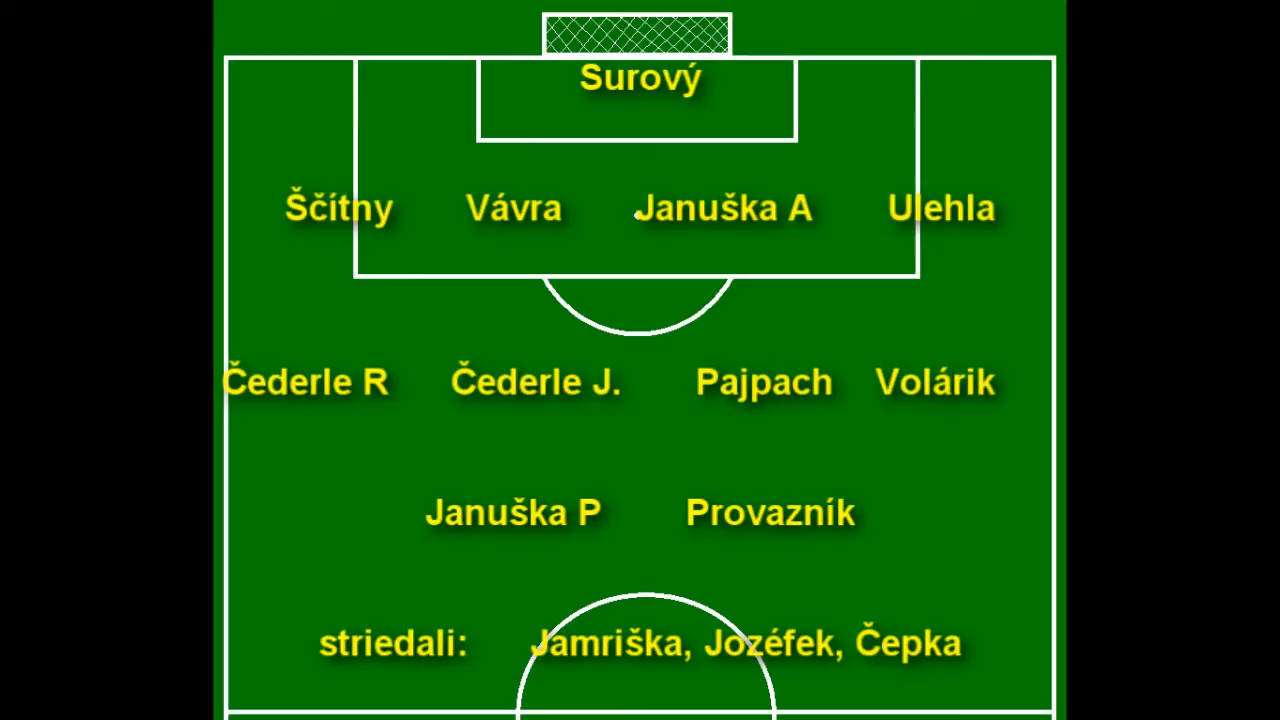 Surový
Ščítny Vávra Januška A Ulehla
Čederle R Čederle J. Pajpach Volárik
Januška P Provazník
striedali: Jamriška, Jozéfek, Čepka